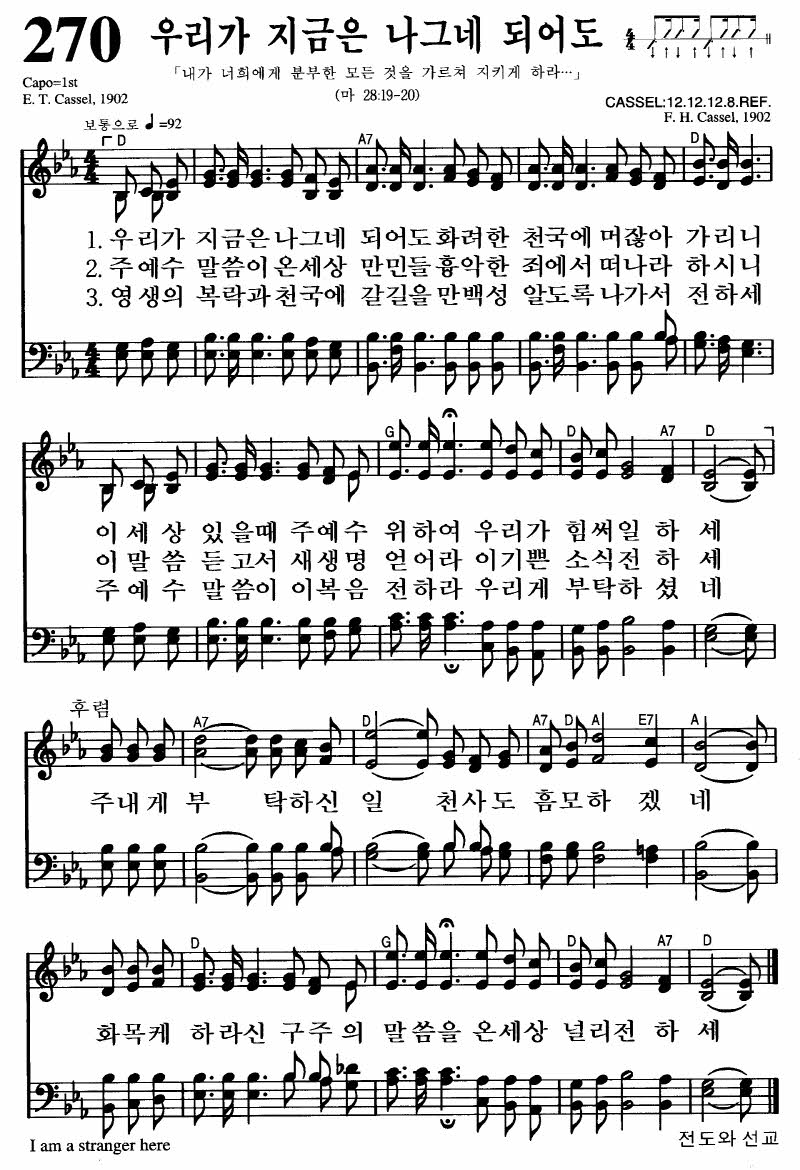 270 우리가 지금은 나그네 되어도
「내가 너희에게 분부한 모든 것을 가르쳐 지키게 하라…」
Capo=1st
E. T. Cassel, 1902
(마 28:19-20)
CASSEL:12.12.12.8.REF.
F. H. Cassel, 1902
보통으로 ♩=92
D A7 D
1. 우리가 지금은나그네 되어도화려한 천국에 머잖아 가리니
2. 주예수 말씀이온세상 만민들흉악한 죄에서 떠나라 하시니
3. 영생의 복락과천국에 갈길을만백성 알도록나가서 전하세
G D A7 D
이세상 있을때 주예수 위하여 우리가 힘써일 하세
이말씀 듣고서 새생명 얻어라 이기쁜 소식전 하세
주예수 말씀이 이복음 전하라 우리게 부탁하 셨네
후렴
A7 D A7 D A E7 A
주내게 부 탁하신 일 천사도 흠모하 겠 네
D G D A7 D
화목케 하라신 구주의 말씀을 온세상 널리전 하세
I am a stranger here
전도와 선교